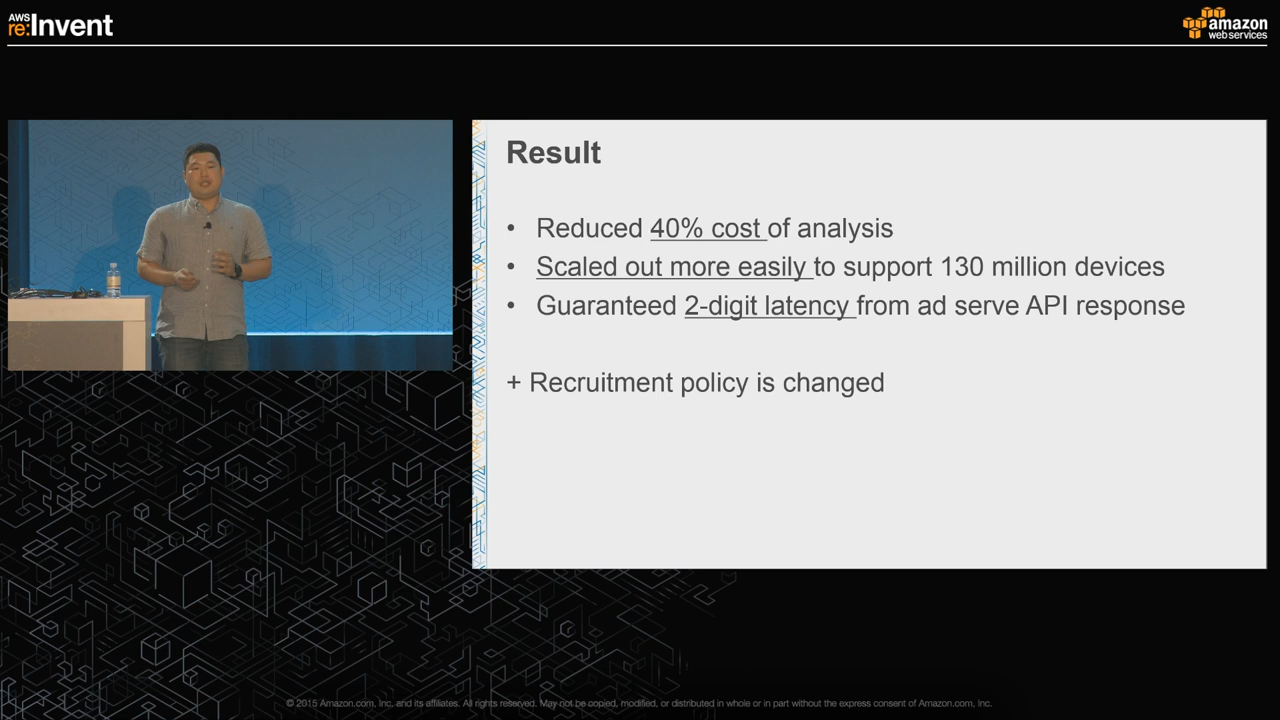 AWS
re:Invent
amazon
web services
Result
• Reduced 40% cost of analysis
• Scaled out more easily to support 130 million devices
• Guaranteed 2-digit latency from ad serve API response
+ Recruitment policy is changed
© 2015 Amazon.com, Inc. and its affiliates. All rights reserved. May not be copied, modified, or distributed in whole or in part without the express consent of Amazon.com, Inc.